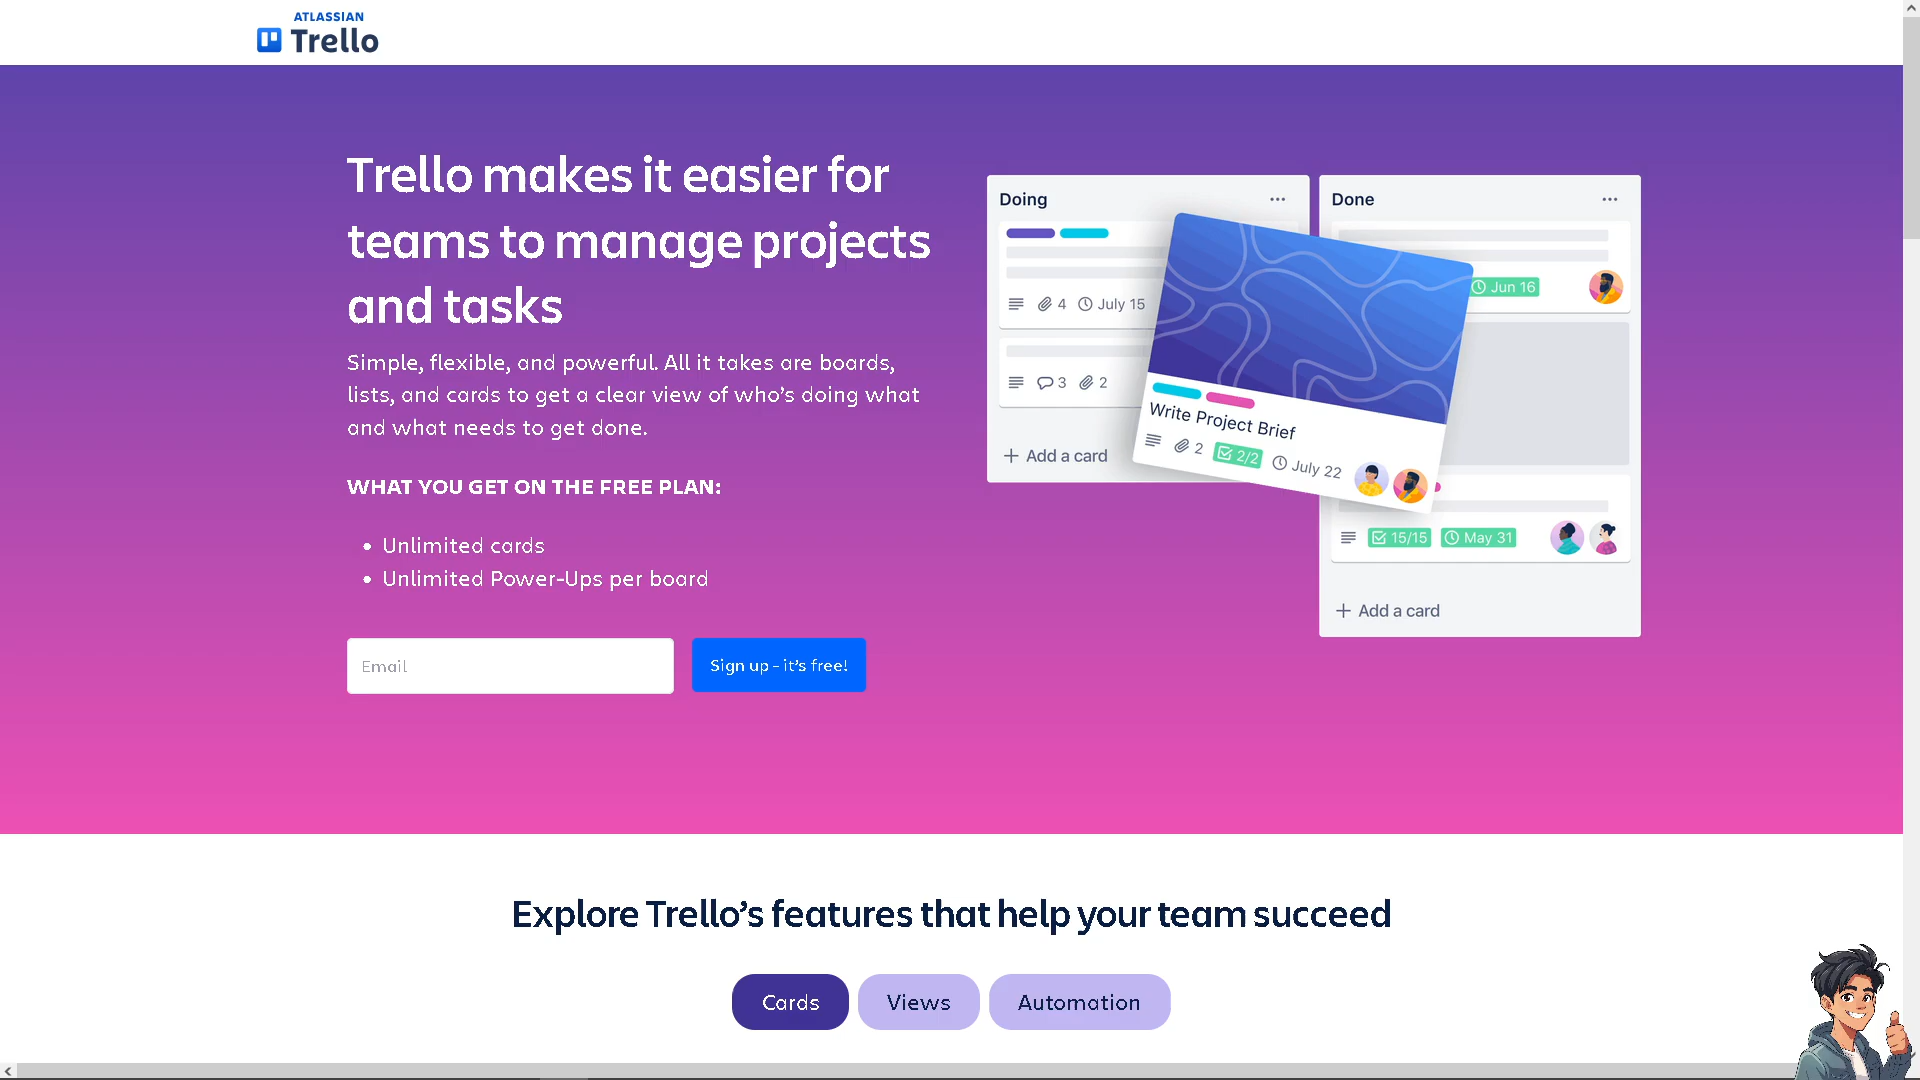 ATLASSIAN
Trello
Trello makes it easier for
teams to manage projects
and tasks
Simple, flexible, and powerful. All it takes are boards,
lists, and cards to get a clear view of who’s doing what
and what needs to get done.
WHAT YOU GET ON THE FREE PLAN:
• Unlimited cards
• Unlimited Power-Ups per board
Email
Sign up - it’s free!
Doing
4 July 15
3 2
+ Add a card
Write Project Brief
2 2/2 July 22
Done
Jun 16
15/15 May 31
+ Add a card
Explore Trello’s features that help your team succeed
Cards
Views
Automation